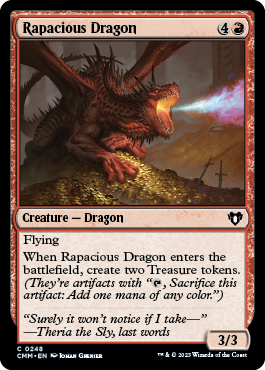 Rapacious Dragon 4
Creature — Dragon
Flying
When Rapacious Dragon enters the
battlefield, create two Treasure tokens.
(They're artifacts with “, Sacrifice this
artifact: Add one mana of any color.”)
“Surely it won't notice if I take—”
—Theria the Sly, last words
3/3
C 0248
CMM • EN Johan Grenier
™ & © 2023 Wizards of the Coast